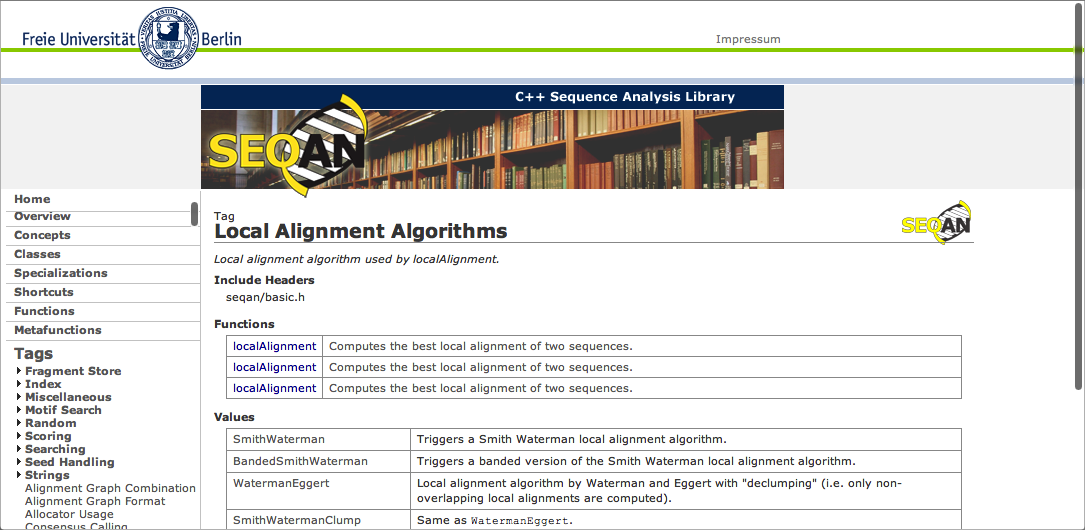 Freie Universität Berlin
Impressum
C++ Sequence Analysis Library
SEQAN
Home
Overview
Concepts
Classes
Specializations
Shortcuts
Functions
Metafunctions
Tags
Fragment Store
Index
Miscellaneous
Motif Search
Random
Scoring
Searching
Seed Handling
Strings
Alignment Graph Combination
Alignment Graph Format
Allocator Usage
Consensus Calling
Tag
Local Alignment Algorithms
SEQAN
Local alignment algorithm used by localAlignment.
Include Headers
seqan/basic.h
Functions
localAlignment Computes the best local alignment of two sequences.
localAlignment Computes the best local alignment of two sequences.
localAlignment Computes the best local alignment of two sequences.
Values
SmithWaterman Triggers a Smith Waterman local alignment algorithm.
BandedSmithWaterman Triggers a banded version of the Smith Waterman local alignment algorithm.
WatermanEggert Local alignment algorithm by Waterman and Eggert with "declumping" (i.e. only non-
overlapping local alignments are computed).
SmithWatermanClump Same as WatermanEggert.